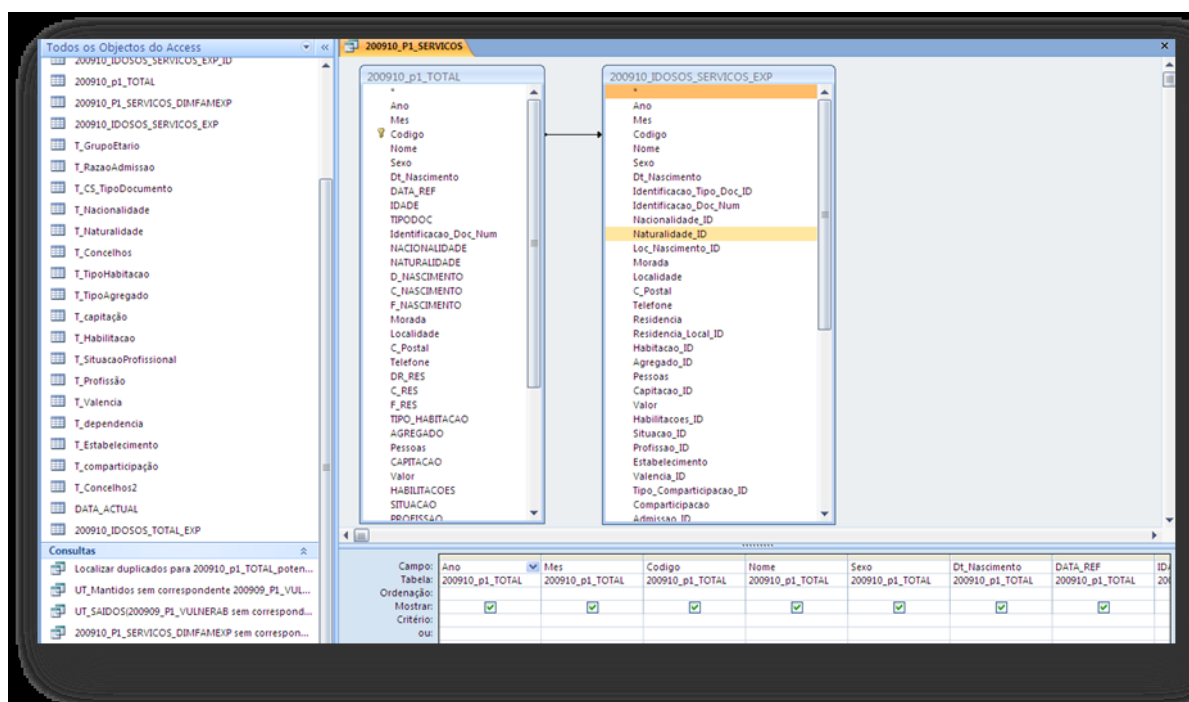 Todos os Objectos do Access
200910_IDOSOS_SERVICOS_EXP_ID
200910_p1_TOTAL
200910_P1_SERVICOS_DIMFAMEXP
200910_IDOSOS_SERVICOS_EXP
T_GrupoEtario
T_RazaoAdmissao
T_CS_TipoDocumento
T_Nacionalidade
T_Naturalidade
T_Concelhos
T_TipoHabitacao
T_TipoAgregado
T_capitação
T_Habilitacao
T_SituacaoProfissional
T_Profissão
T_Valencia
T_dependencia
T_Estabelecimento
T_comparticipação
T_Concelhos2
DATA_ACTUAL
200910_IDOSOS_TOTAL_EXP
Consultas
Localizar duplicados para 200910_p1_TOTAL_poten...
UT_Mantidos sem correspondente 200909_P1_VUL...
UT_SAIDOS(200909_P1_VULNERAB sem correspond...
200910_P1_SERVICOS_DIMFAMEXP sem correspon...
200910_P1_SERVICOS
200910_p1_TOTAL
*
Ano
Mes
Codigo
Nome
Sexo
Dt_Nascimento
DATA_REF
IDADE
TIPODOC
Identificacao_Doc_Num
NACIONALIDADE
NATURALIDADE
D_NASCIMENTO
C_NASCIMENTO
F_NASCIMENTO
Morada
Localidade
C_Postal
Telefone
DR_RES
C_RES
F_RES
TIPO_HABITACAO
AGREGADO
Pessoas
CAPITACAO
Valor
HABILITACOES
SITUACAO
PROFISSAO
200910_IDOSOS_SERVICOS_EXP
*
Ano
Mes
Codigo
Nome
Sexo
Dt_Nascimento
Identificacao_Tipo_Doc_ID
Identificacao_Doc_Num
Nacionalidade_ID
Naturalidade_ID
Loc_Nascimento_ID
Morada
Localidade
C_Postal
Telefone
Residencia
Residencia_Local_ID
Habitacao_ID
Agregado_ID
Pessoas
Capitacao_ID
Valor
Habilitacoes_ID
Situacao_ID
Profissao_ID
Estabelecimento
Valencia_ID
Tipo_Comparticipacao_ID
Comparticipacao
Admissao_ID
Campo: Ano Mes Codigo Nome Sexo Dt_Nascimento DATA_REF
Tabela: 200910_p1_TOTAL 200910_p1_TOTAL 200910_p1_TOTAL 200910_p1_TOTAL 200910_p1_TOTAL 200910_p1_TOTAL 200910_p1_TOTAL
Ordenação:
Mostrar:
Critério:
ou: